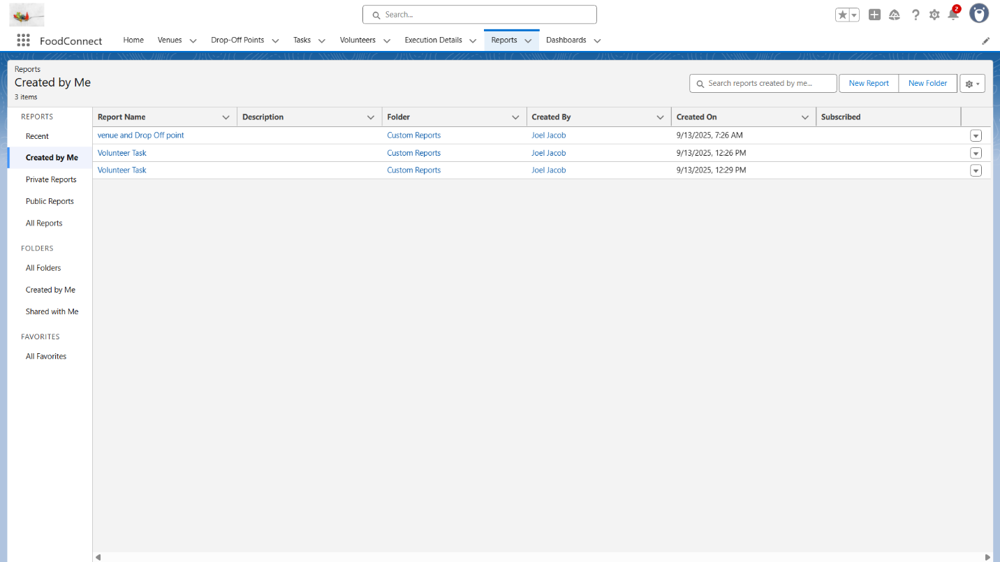 Search...
2
FoodConnect
Home
Venues
Drop-Off Points
Tasks
Volunteers
Execution Details
Reports
Dashboards
Reports
Created by Me
3 items
Search reports created by me...
New Report
New Folder
REPORTS
Recent
Created by Me
Private Reports
Public Reports
All Reports
FOLDERS
All Folders
Created by Me
Shared with Me
FAVORITES
All Favorites
Report Name Description Folder Created By Created On Subscribed
venue and Drop Off point Custom Reports Joel Jacob 9/13/2025, 7:26 AM
Volunteer Task Custom Reports Joel Jacob 9/13/2025, 12:26 PM
Volunteer Task Custom Reports Joel Jacob 9/13/2025, 12:29 PM